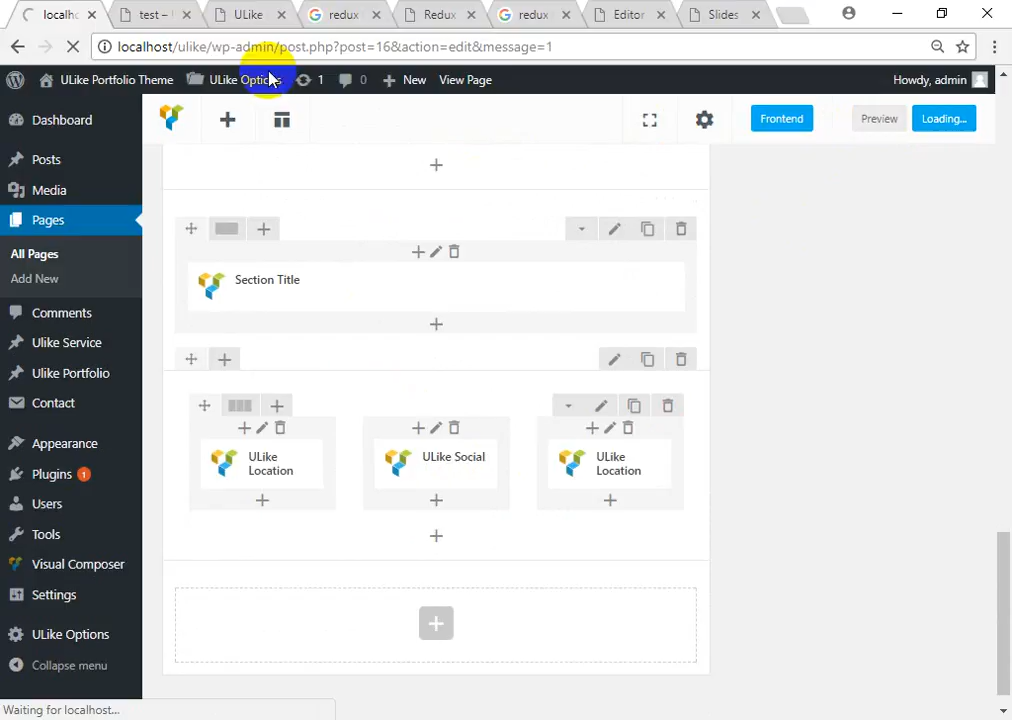 localho
test –
ULike
redux
Redux
redux
Editor
Slides
localhost/ulike/wp-admin/post.php?post=16&action=edit&message=1
ULike Portfolio Theme
ULike Options
1
0
New
View Page
Howdy, admin
Dashboard
Posts
Media
Pages
All Pages
Add New
Comments
Ulike Service
Ulike Portfolio
Contact
Appearance
Plugins 1
Users
Tools
Visual Composer
Settings
ULike Options
Collapse menu
Frontend
Preview
Loading...
Section Title
ULike
Location
ULike Social
ULike
Location
Waiting for localhost...